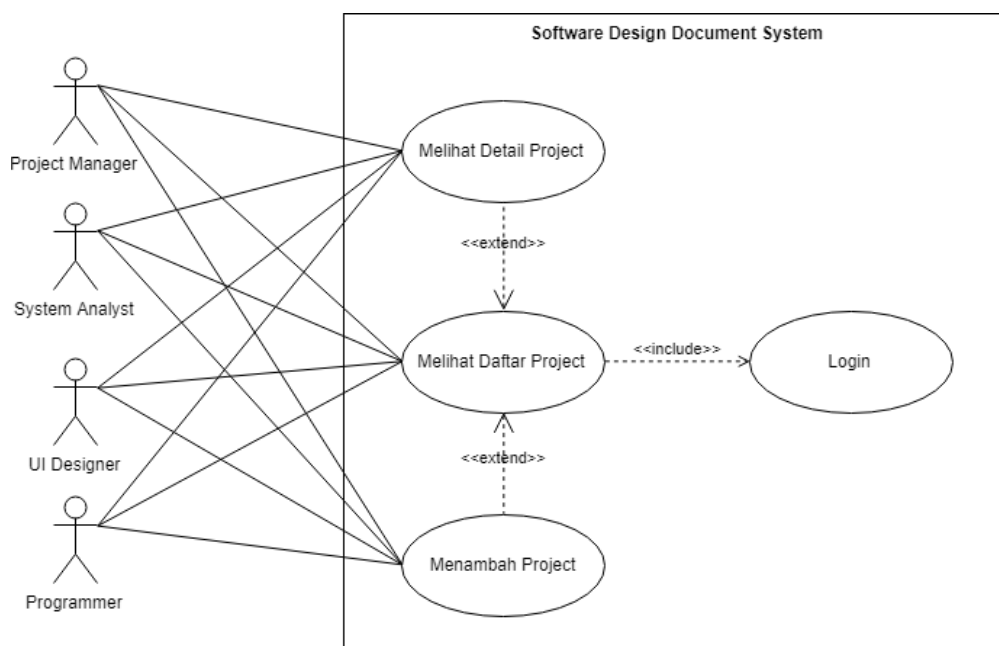 Software Design Document System
Project Manager
Melihat Detail Project
<<extend>>
System Analyst
Melihat Daftar Project
<<include>>
Login
UI Designer
<<extend>>
Menambah Project
Programmer